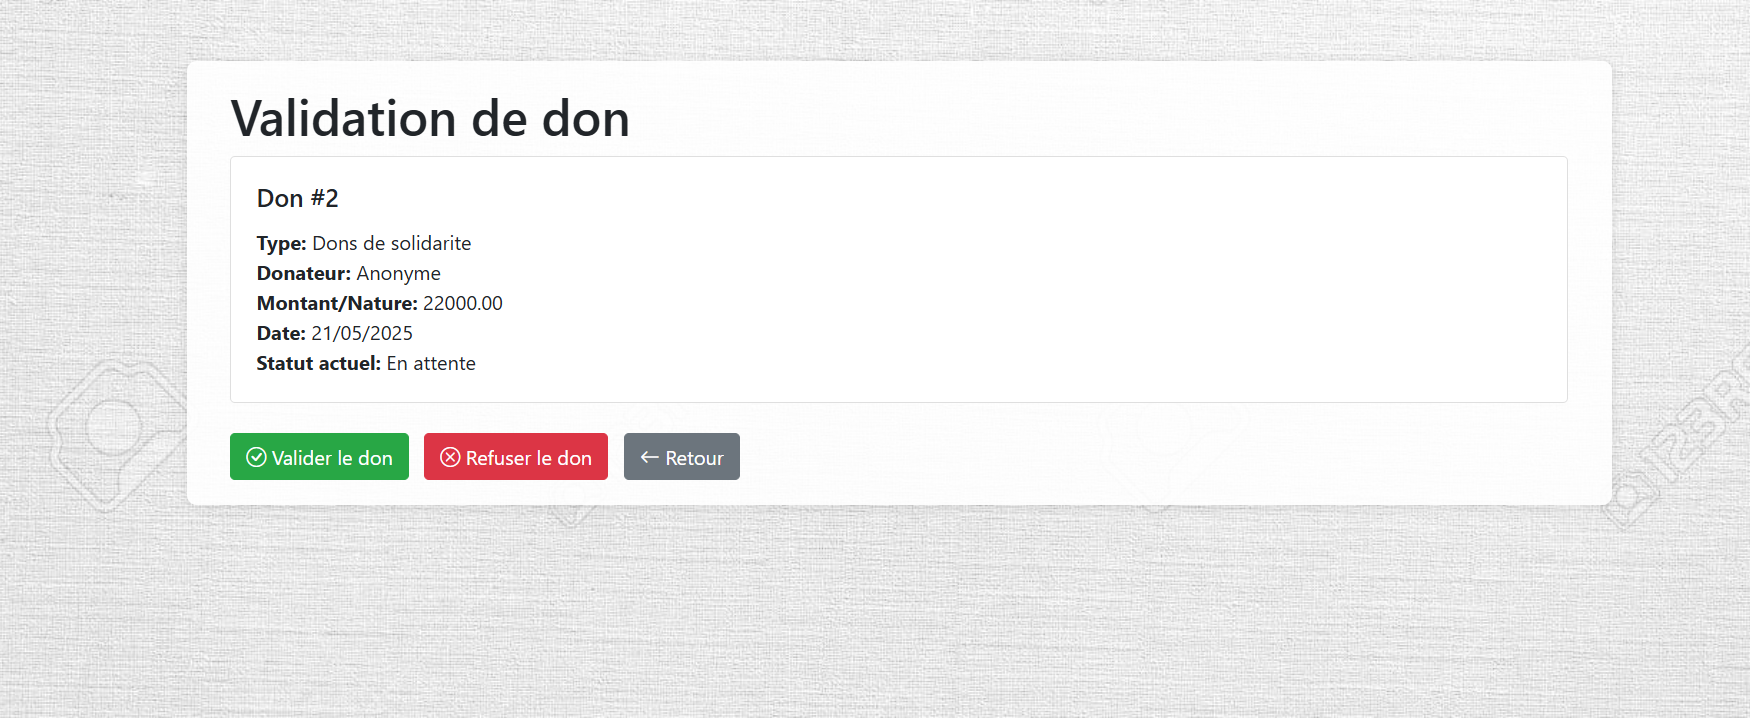 Validation de don
Don #2
Type: Dons de solidarite
Donateur: Anonyme
Montant/Nature: 22000.00
Date: 21/05/2025
Statut actuel: En attente
Valider le don
Refuser le don
Retour